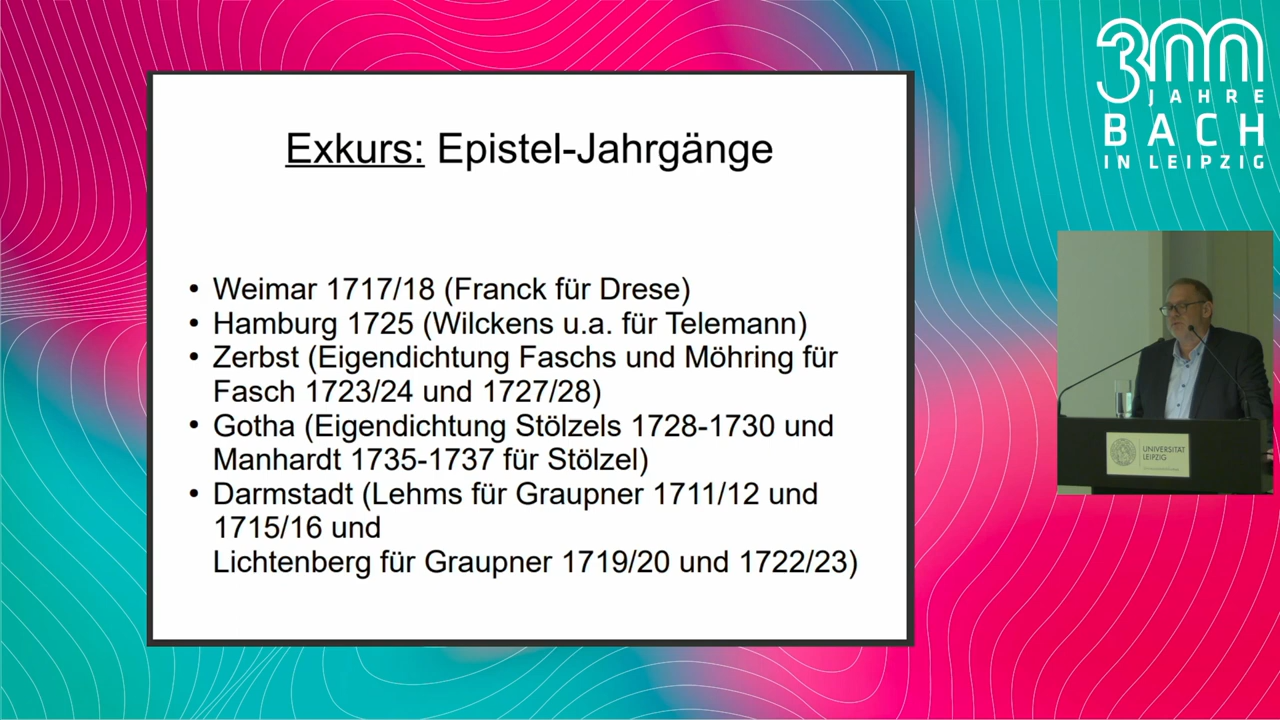 Exkurs: Epistel-Jahrgänge
• Weimar 1717/18 (Franck für Drese)
• Hamburg 1725 (Wilckens u.a. für Telemann)
• Zerbst (Eigendichtung Faschs und Möhring für
Fasch 1723/24 und 1727/28)
• Gotha (Eigendichtung Stölzels 1728-1730 und
Manhardt 1735-1737 für Stölzel)
• Darmstadt (Lehms für Graupner 1711/12 und
1715/16 und
Lichtenberg für Graupner 1719/20 und 1722/23)
300
JAHRE
BACH
IN LEIPZIG
UNIVERSITÄT
LEIPZIG